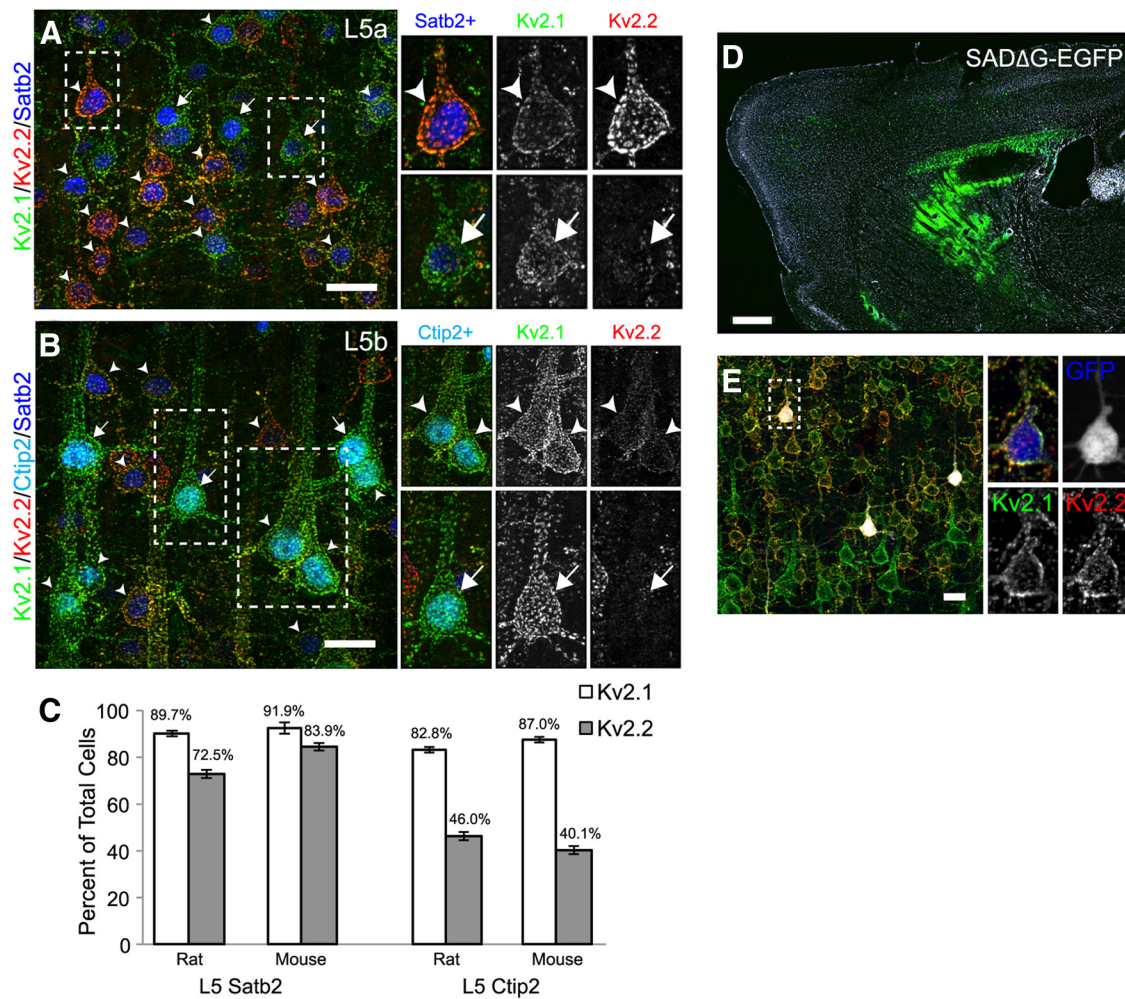 A
L5a
Kv2.1/Kv2.2/Satb2
Satb2+
Kv2.1
Kv2.2
B
L5b
Kv2.1/Kv2.2/Ctip2/Satb2
Ctip2+
Kv2.1
Kv2.2
C
Kv2.1
Kv2.2
Percent of Total Cells
100
80
60
40
20
0
89.7%
72.5%
91.9%
83.9%
82.8%
46.0%
87.0%
40.1%
Rat
Mouse
Rat
Mouse
L5 Satb2
L5 Ctip2
D
SADΔG-EGFP
E
GFP
Kv2.1
Kv2.2